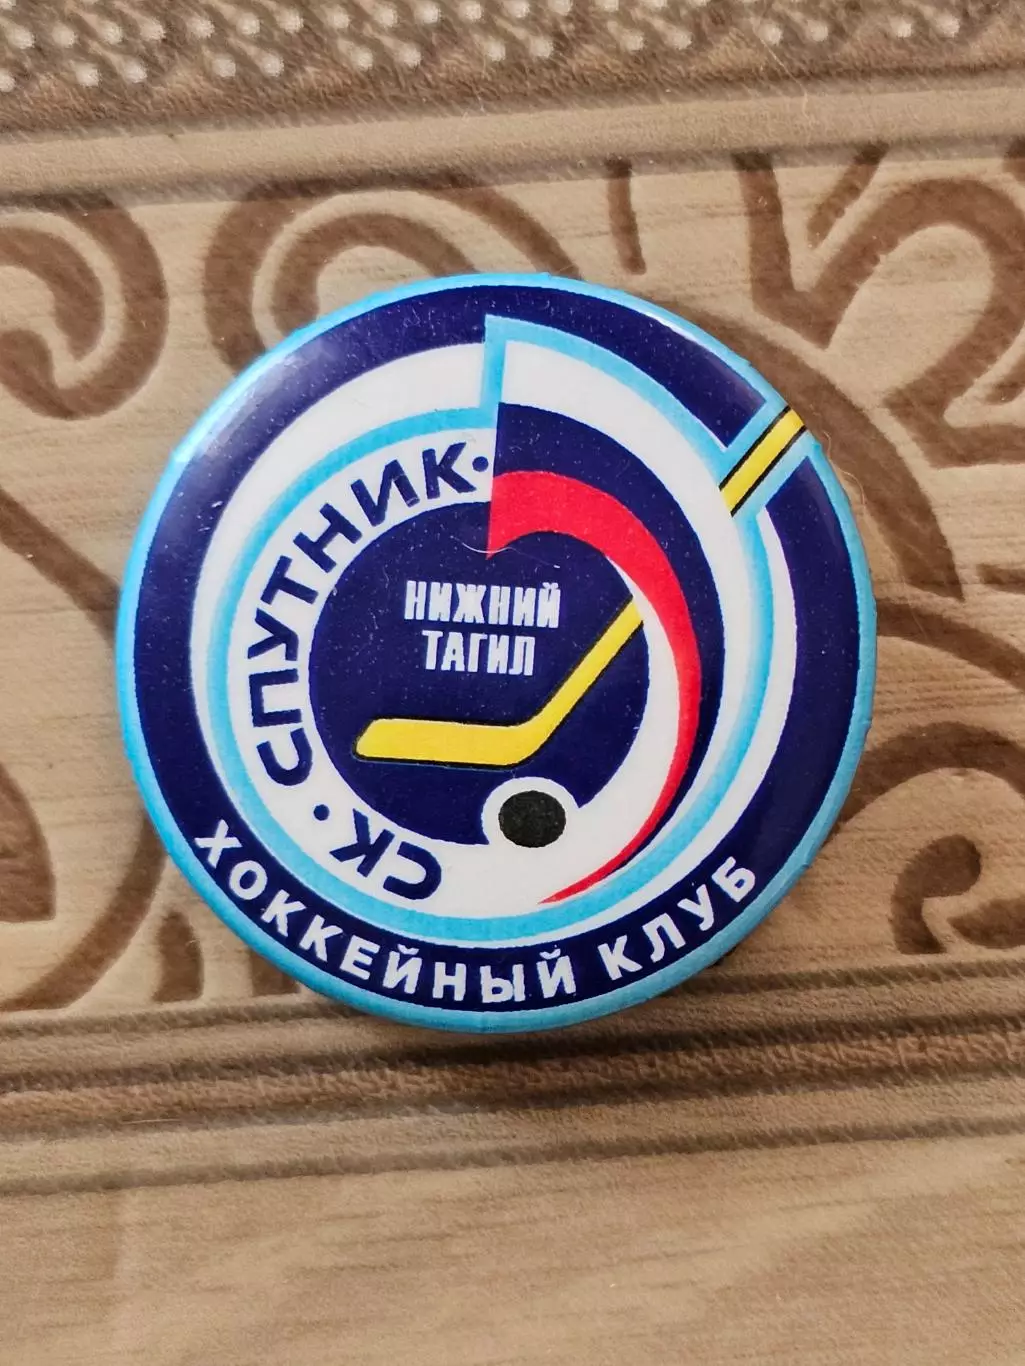 СК · СПУТНИК ·
НИЖНИЙ
ТАГИЛ
ХОККЕЙНЫЙ КЛУБ